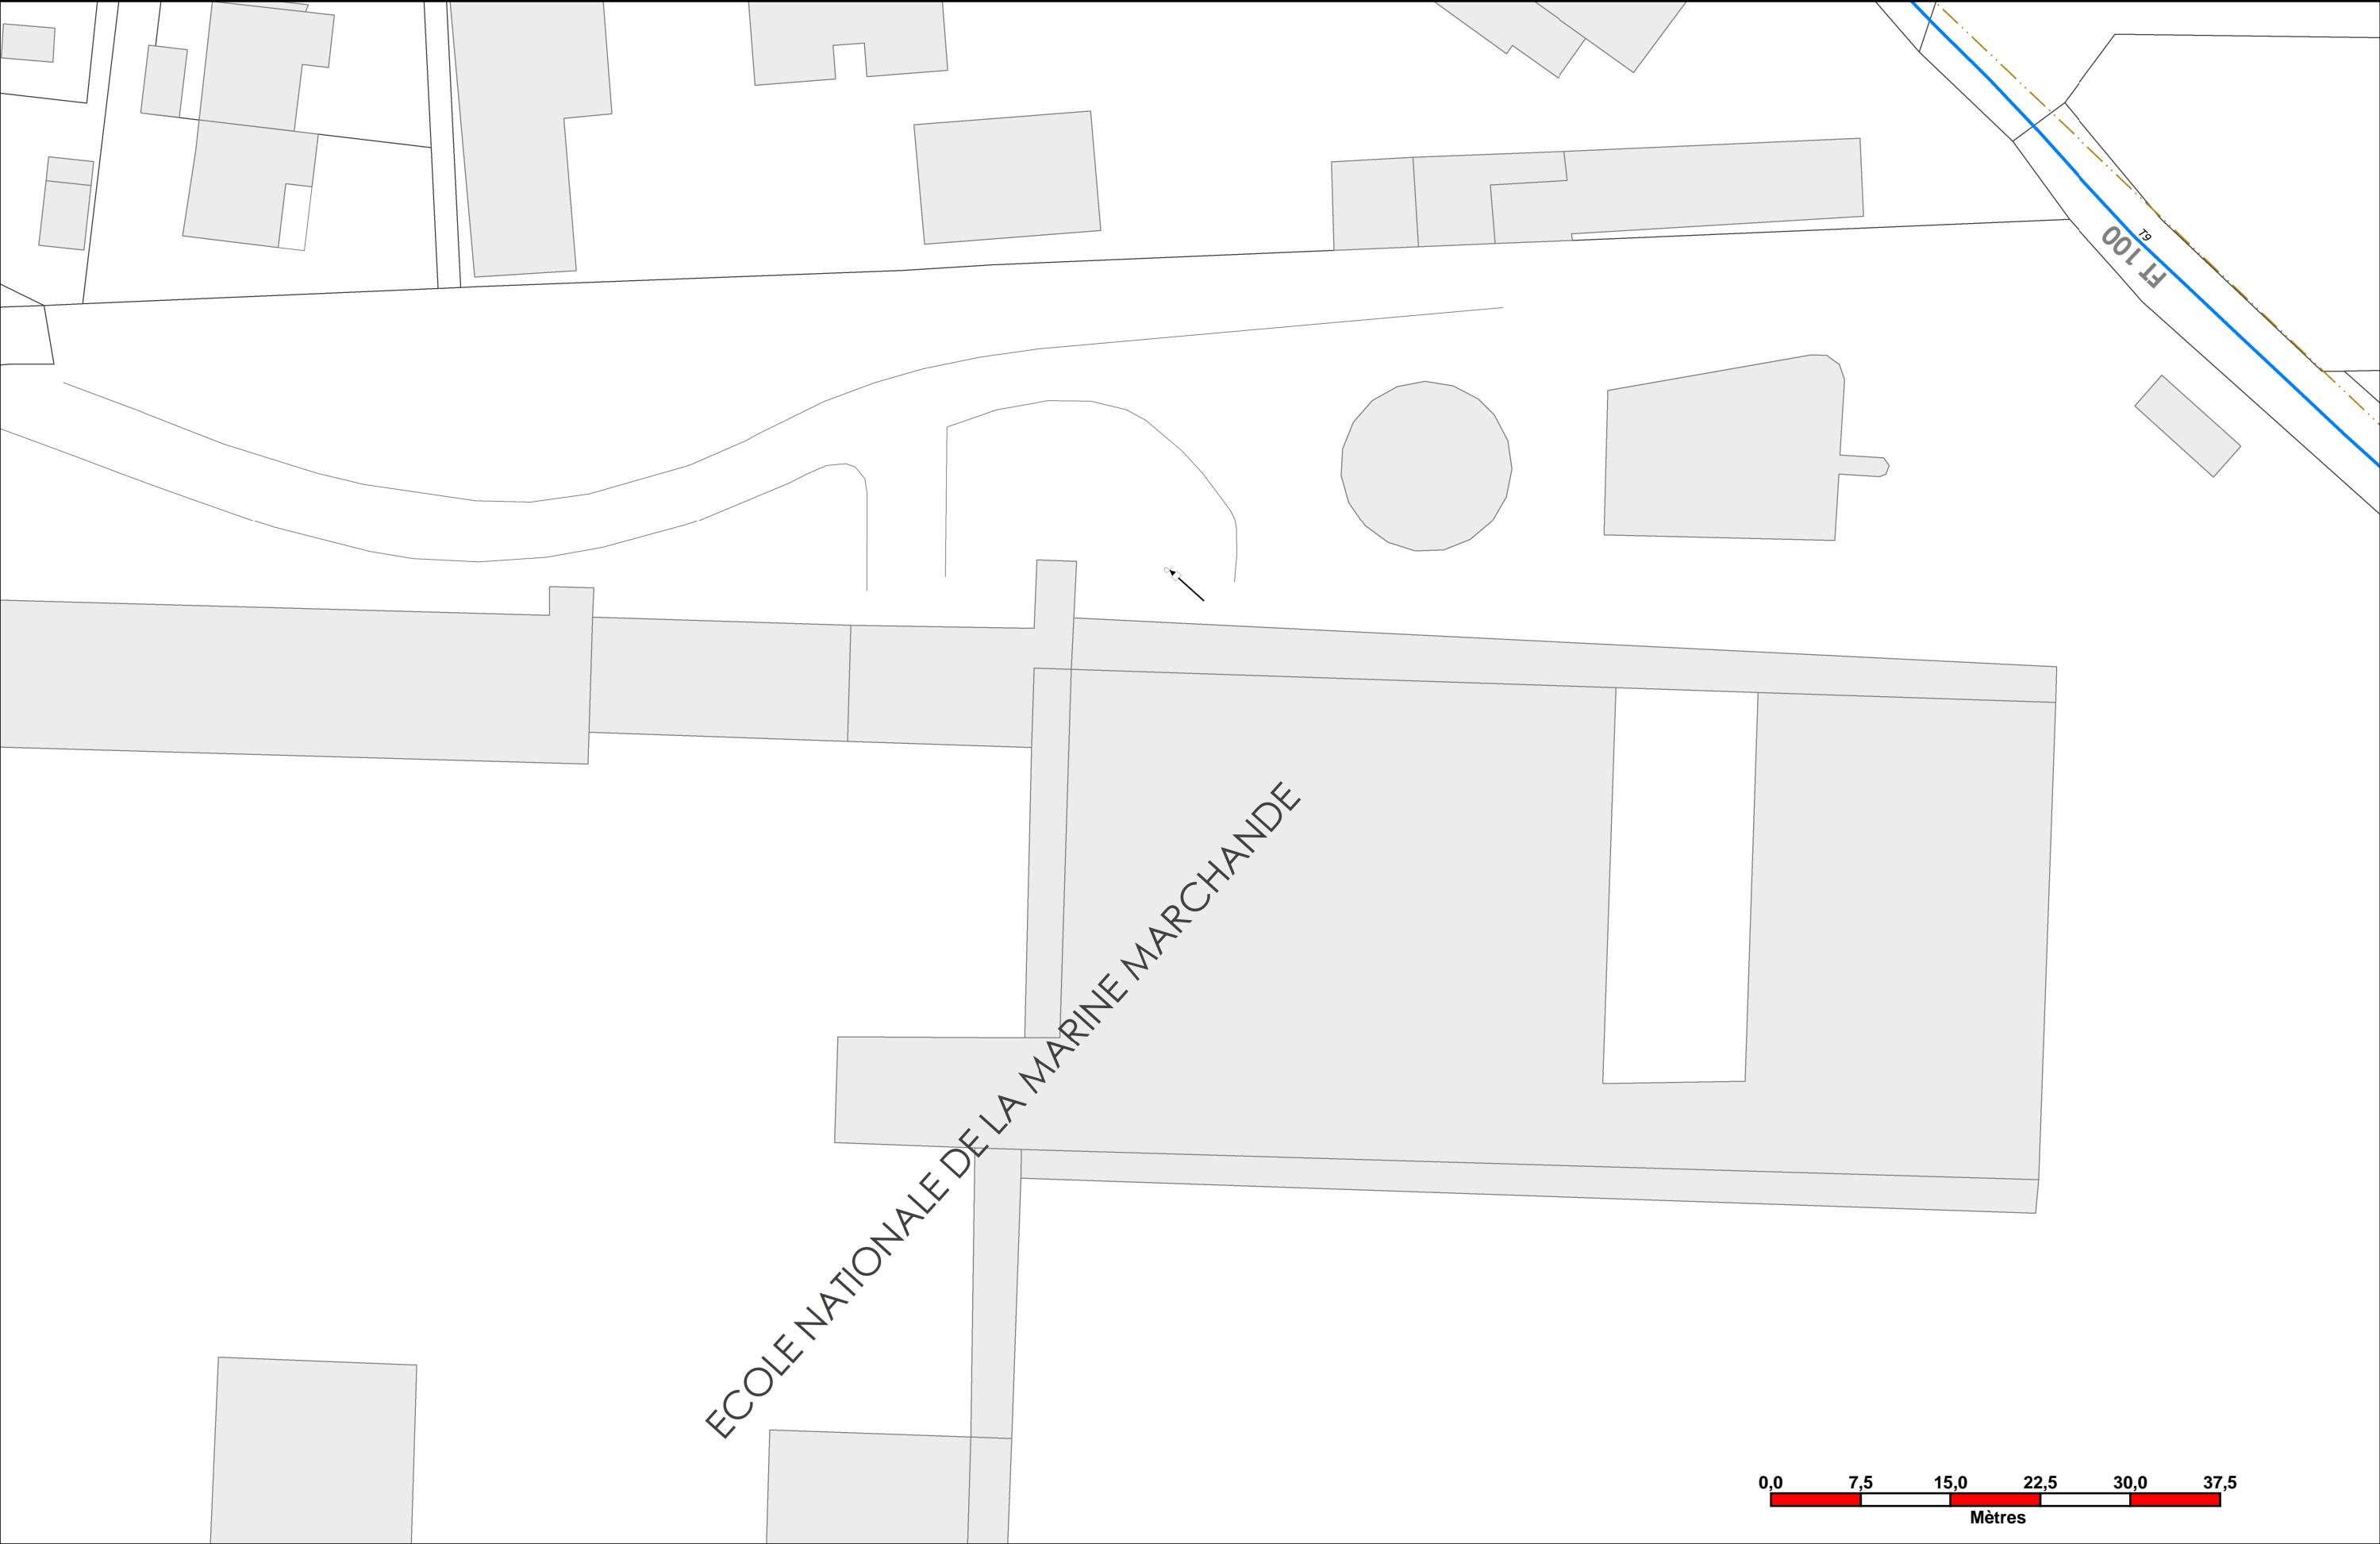 FT 100
T9
ECOLE NATIONALE DE LA MARINE MARCHANDE
0,0 7,5 15,0 22,5 30,0 37,5
Mètres